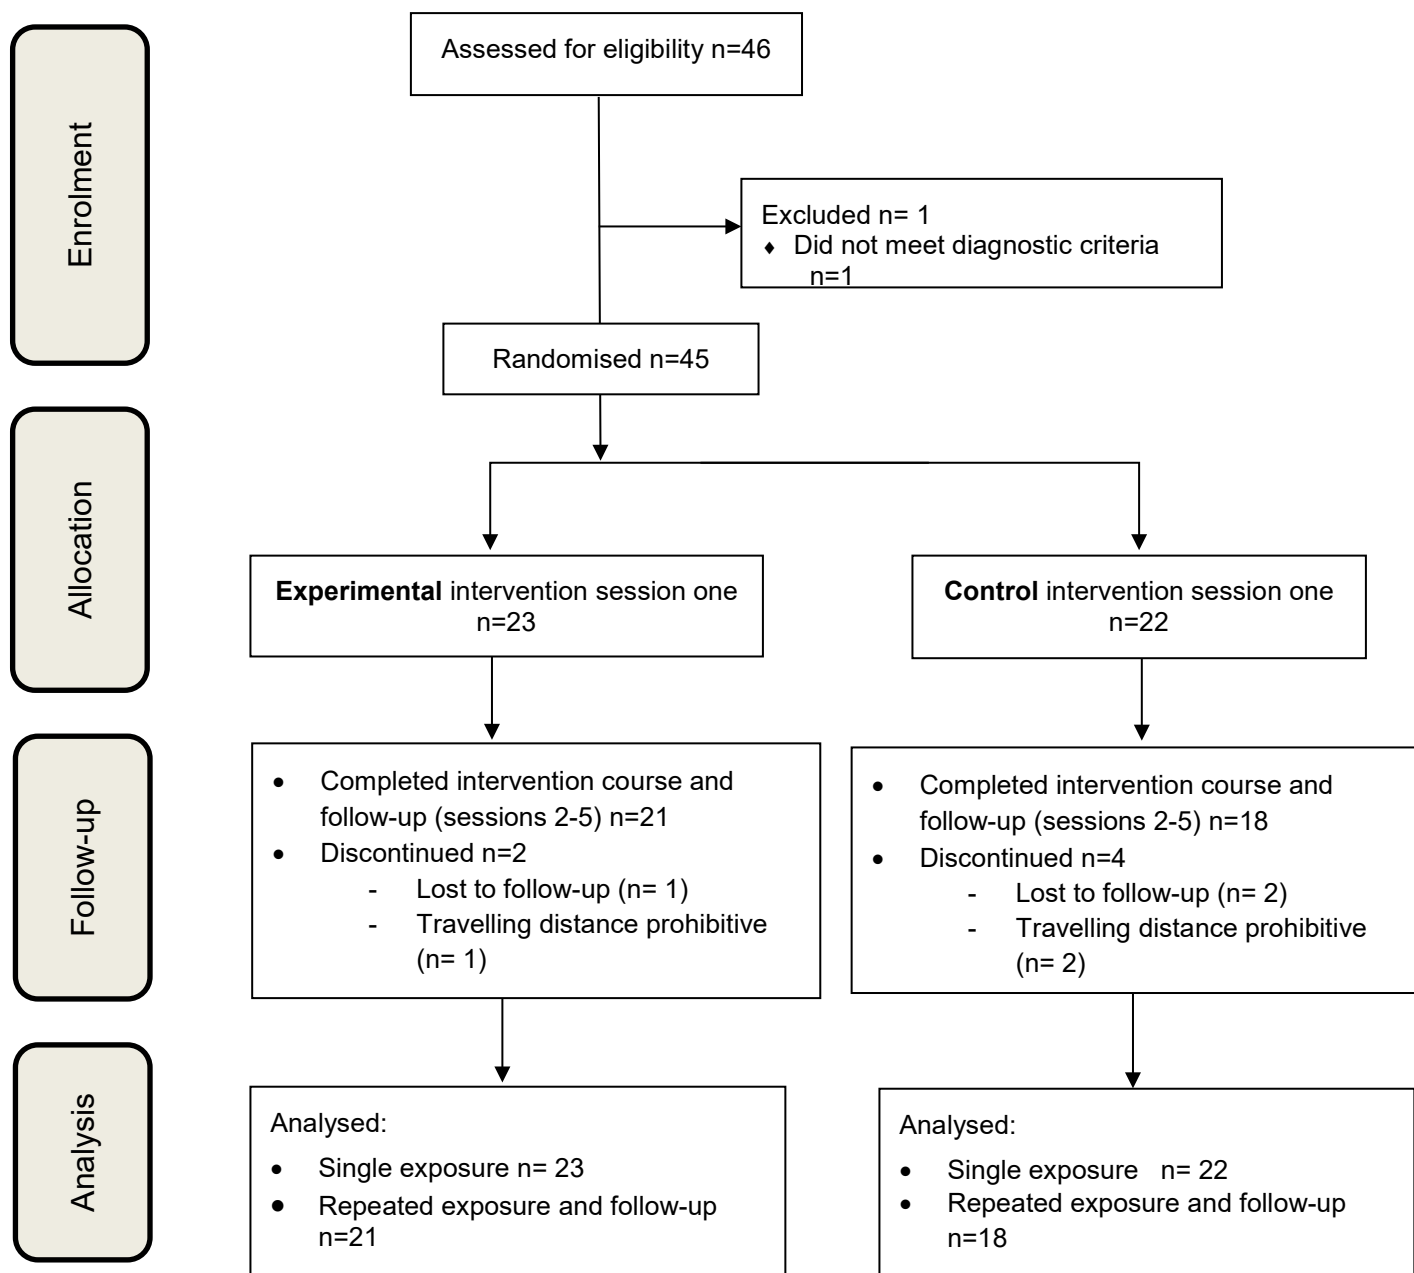 Enrolment
Assessed for eligibility n=46
Excluded n= 1
♦ Did not meet diagnostic criteria
n=1
Randomised n=45
Allocation
Experimental intervention session one
n=23
Control intervention session one
n=22
Follow-up
• Completed intervention course and
follow-up (sessions 2-5) n=21
• Discontinued n=2
- Lost to follow-up (n= 1)
- Travelling distance prohibitive
(n= 1)
• Completed intervention course and
follow-up (sessions 2-5) n=18
• Discontinued n=4
- Lost to follow-up (n= 2)
- Travelling distance prohibitive
(n= 2)
Analysis
Analysed:
• Single exposure n= 23
• Repeated exposure and follow-up
n=21
Analysed:
• Single exposure n= 22
• Repeated exposure and follow-up
n=18